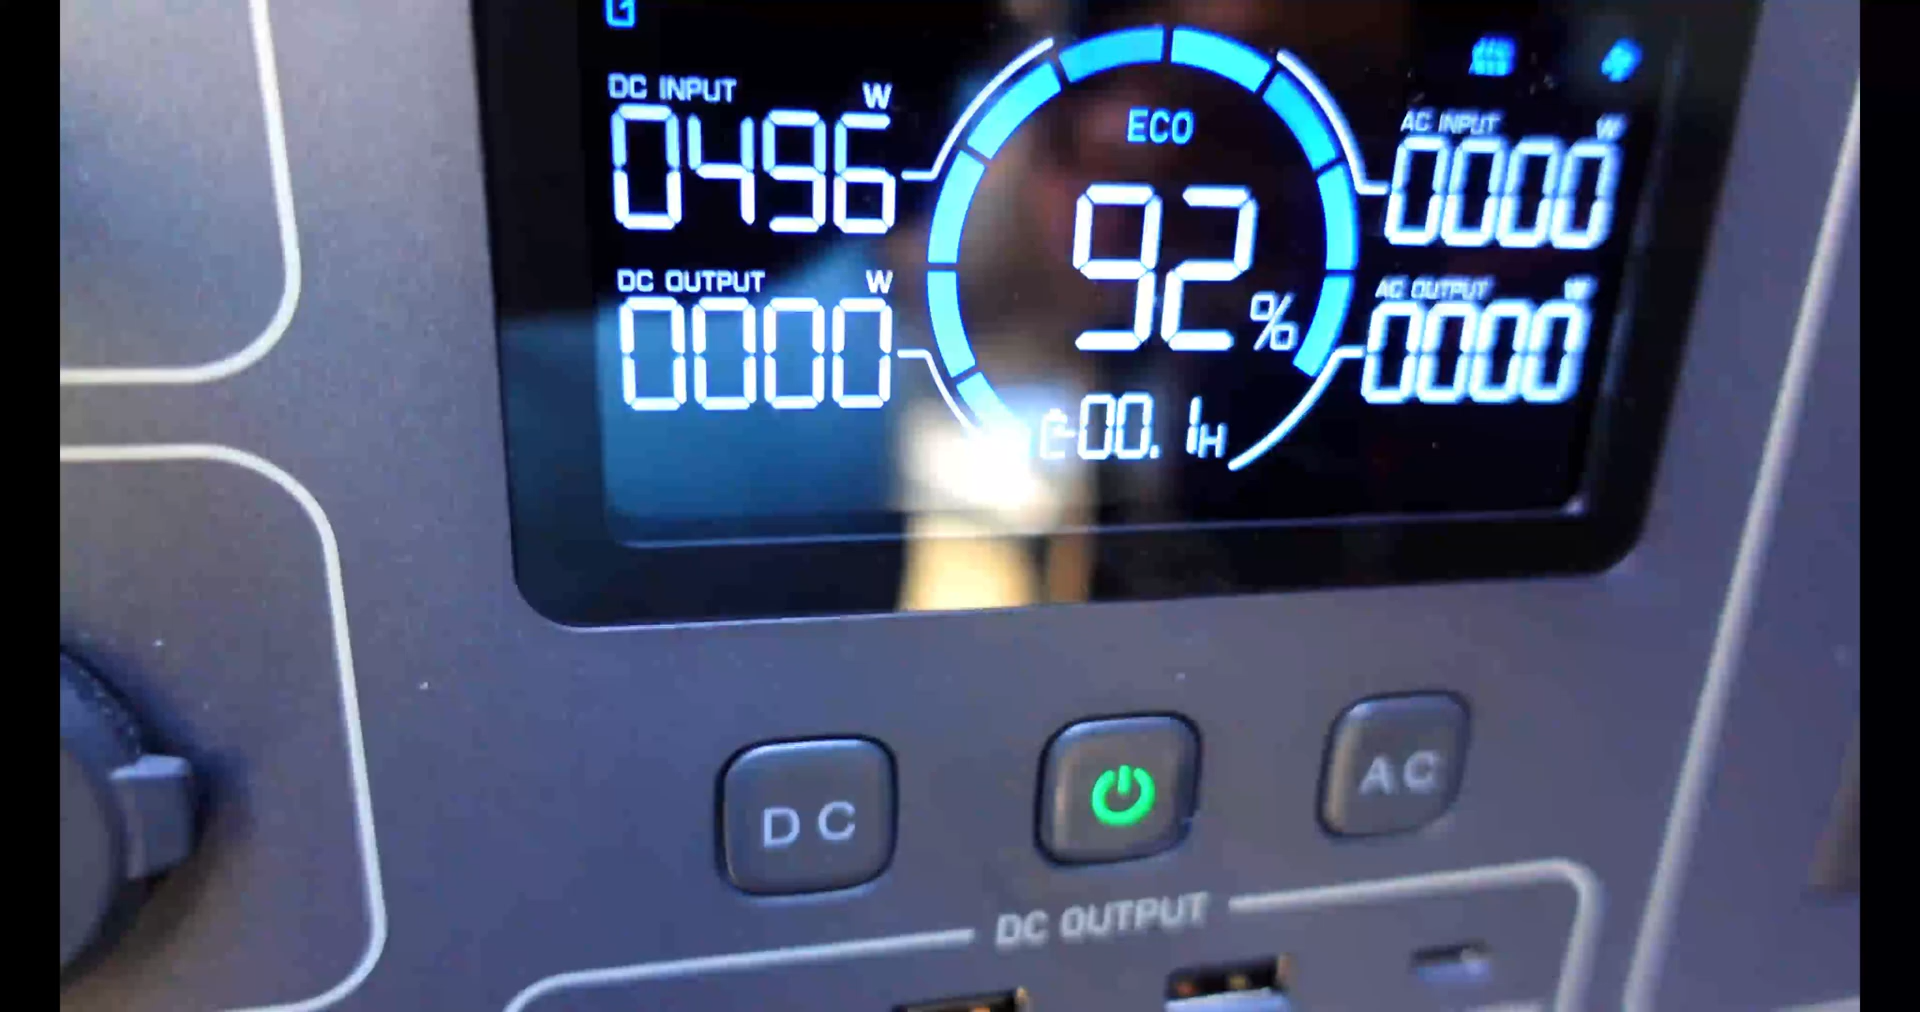 DC INPUT W
0496
DC OUTPUT W
0000
ECO
92%
00.1H
AC INPUT W
0000
AC OUTPUT W
0000
DC
AC
DC OUTPUT